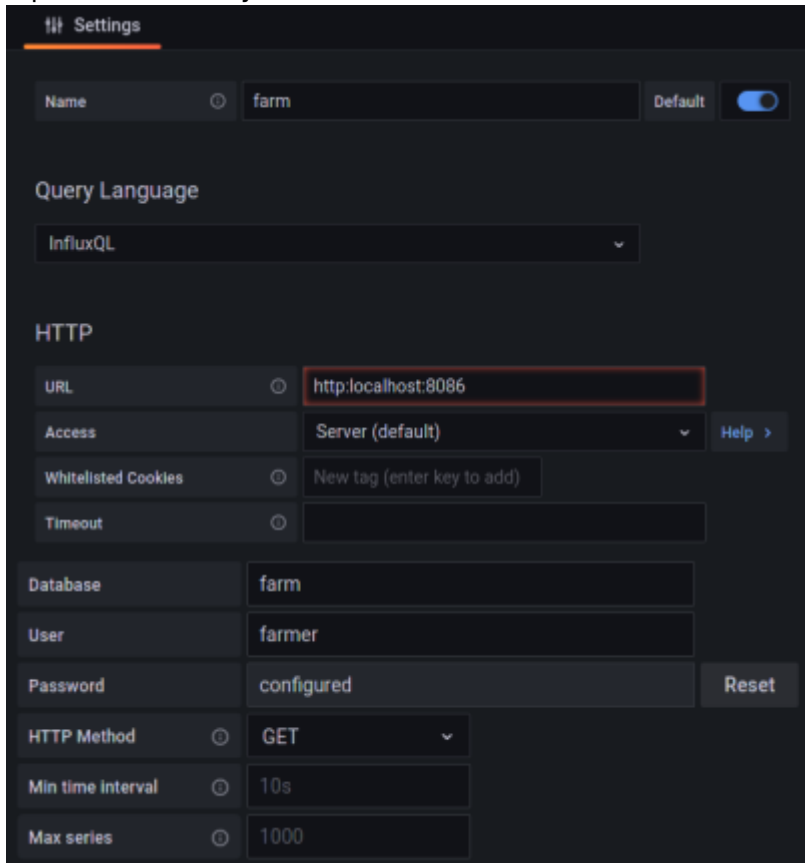 Settings
Name farm Default
Query Language
InfluxQL
HTTP
URL http:localhost:8086
Access Server (default) Help >
Whitelisted Cookies New tag (enter key to add)
Timeout
Database farm
User farmer
Password configured Reset
HTTP Method GET
Min time interval 10s
Max series 1000